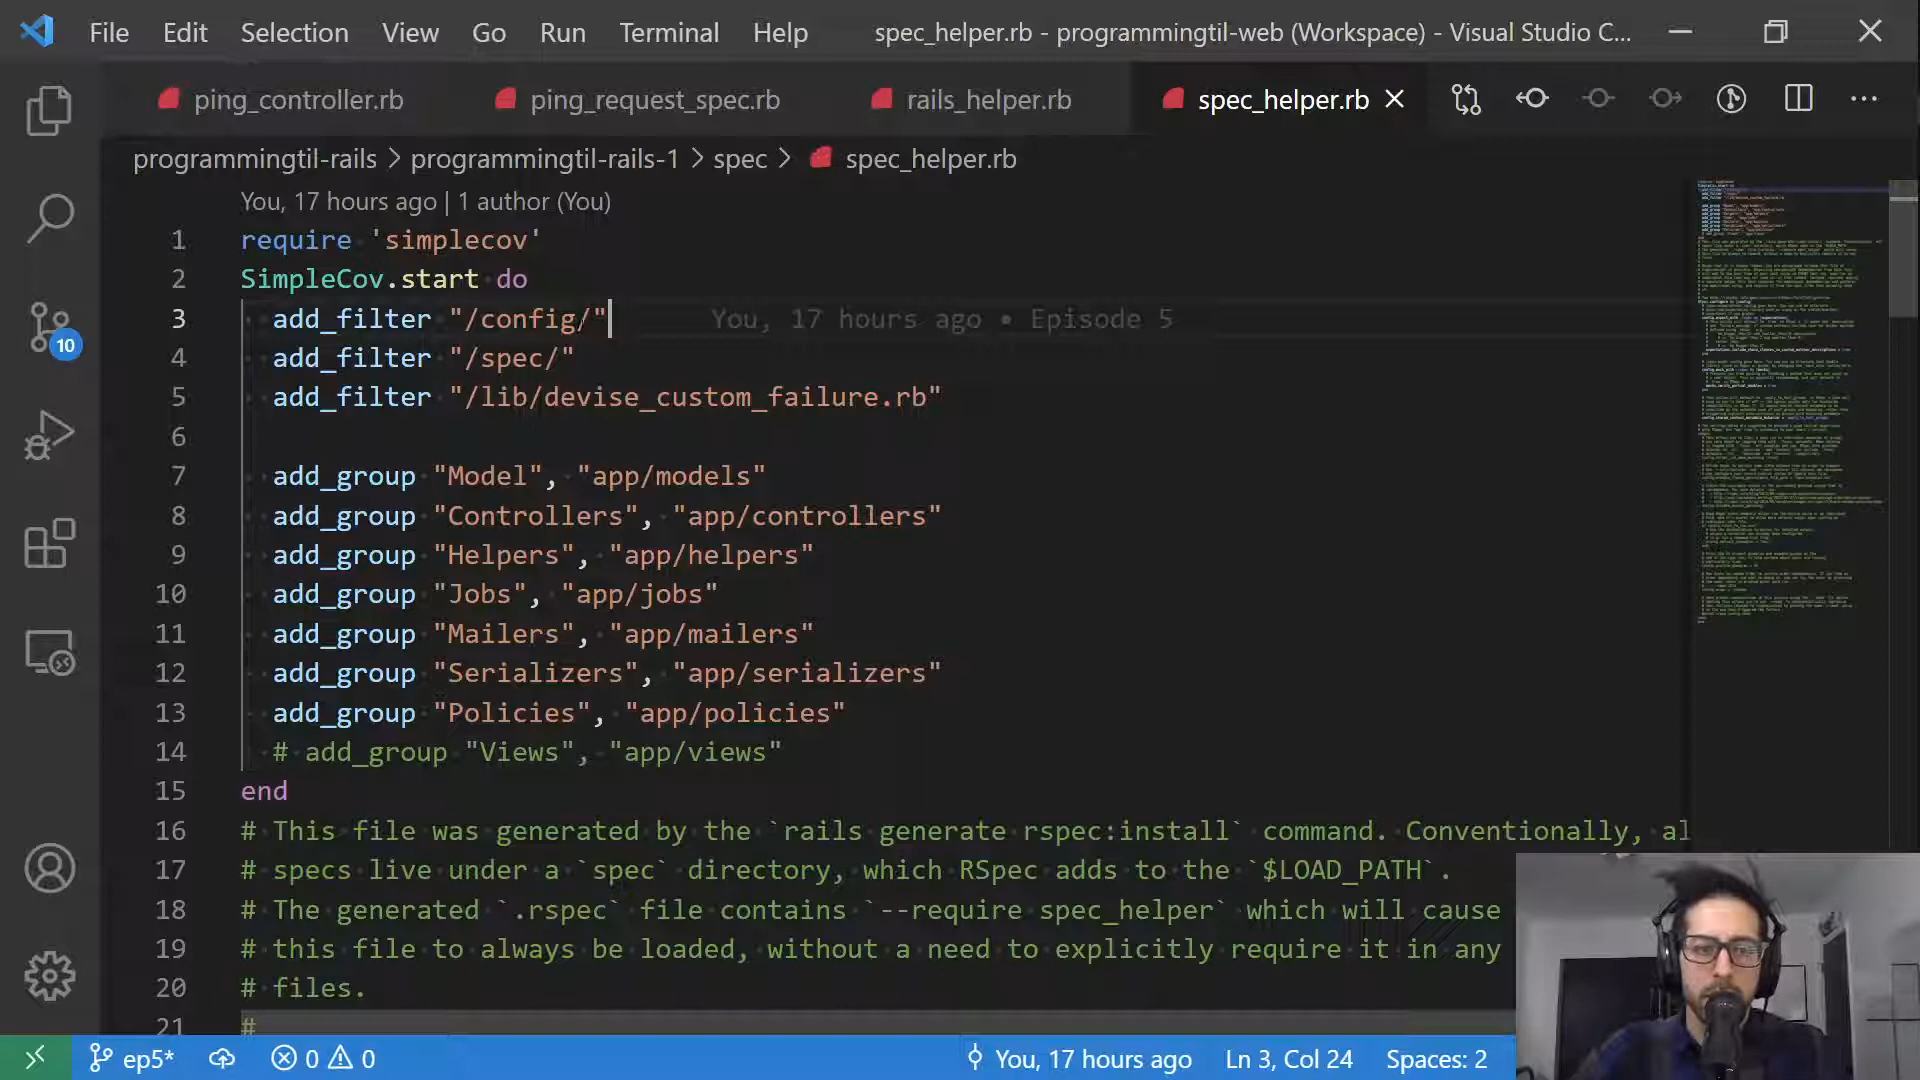 File Edit Selection View Go Run Terminal Help spec_helper.rb - programmingtil-web (Workspace) - Visual Studio C...
ping_controller.rb ping_request_spec.rb rails_helper.rb spec_helper.rb
programmingtil-rails > programmingtil-rails-1 > spec > spec_helper.rb
You, 17 hours ago | 1 author (You)
1 require 'simplecov'
2 SimpleCov.start do
3 add_filter "/config/" You, 17 hours ago • Episode 5
4 add_filter "/spec/"
5 add_filter "/lib/devise_custom_failure.rb"
6
7 add_group "Model", "app/models"
8 add_group "Controllers", "app/controllers"
9 add_group "Helpers", "app/helpers"
10 add_group "Jobs", "app/jobs"
11 add_group "Mailers", "app/mailers"
12 add_group "Serializers", "app/serializers"
13 add_group "Policies", "app/policies"
14 # add_group "Views", "app/views"
15 end
16 # This file was generated by the `rails generate rspec:install` command. Conventionally, al
17 # specs live under a `spec` directory, which RSpec adds to the `$LOAD_PATH`.
18 # The generated `.rspec` file contains `--require spec_helper` which will cause
19 # this file to always be loaded, without a need to explicitly require it in any
20 # files.
21 #
10
ep5* 0 0 You, 17 hours ago Ln 3, Col 24 Spaces: 2